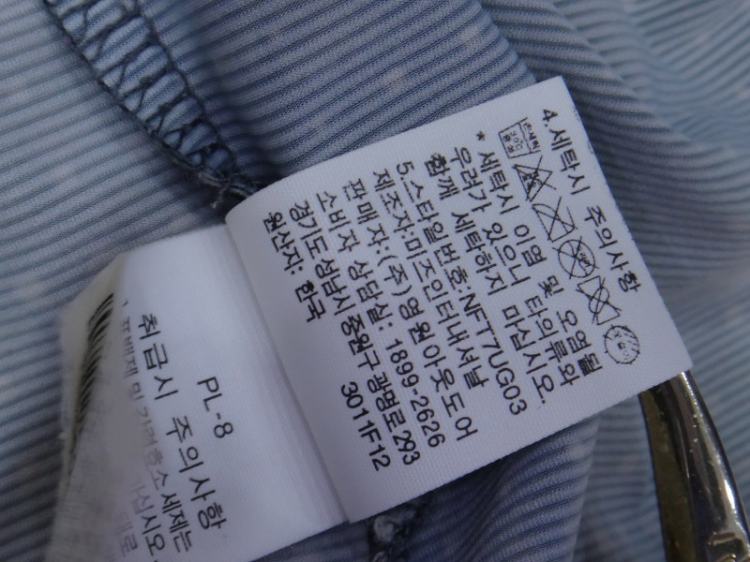 4.세탁시 주의사항
* 세탁시 이염 및 오염될
우려가 있으니 타의류와
함께 세탁하지 마십시오.
5.스타일번호:NFT7UG03
제조자:미즈인터내셔날
판매자:(주)영원아웃도어
소비자 상담실: 1899-2626
경기도 성남시 중원구 광명로293
원산지: 한국 3011F12
PL-8
취급시 주의사항